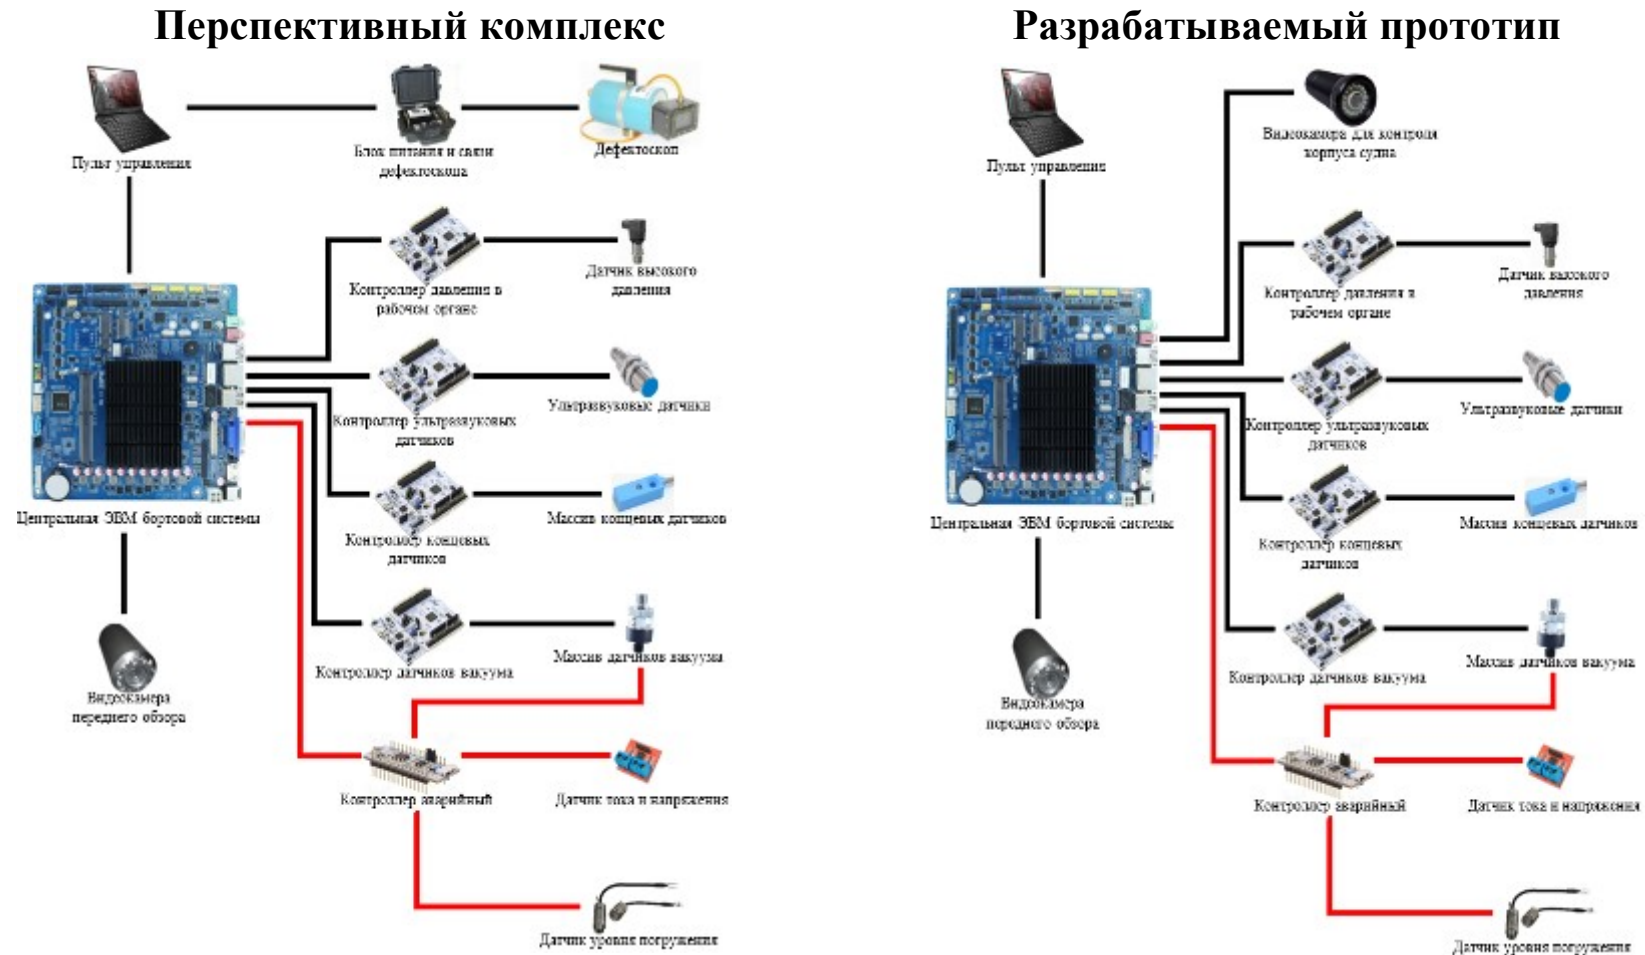 Перспективный комплекс
Пульт управления
Блок питания и связи
дефектоскопа
Дефектоскоп
Контроллер давления в
рабочем органе
Датчик высокого
давления
Контроллер ультразвуковых
датчиков
Ультразвуковые датчики
Центральная ЭВМ бортовой системы
Контроллер концевых
датчиков
Массив концевых датчиков
Контроллер датчиков вакуума
Массив датчиков вакуума
Видеокамера
переднего обзора
Контроллер аварийный
Датчик тока и напряжения
Датчик уровня погружения
Разрабатываемый прототип
Пульт управления
Видеокамера для контроля
корпуса судна
Контроллер давления в
рабочем органе
Датчик высокого
давления
Контроллер ультразвуковых
датчиков
Ультразвуковые датчики
Центральная ЭВМ бортовой системы
Контроллер концевых
датчиков
Массив концевых датчиков
Контроллер датчиков вакуума
Массив датчиков вакуума
Видеокамера
переднего обзора
Контроллер аварийный
Датчик тока и напряжения
Датчик уровня погружения